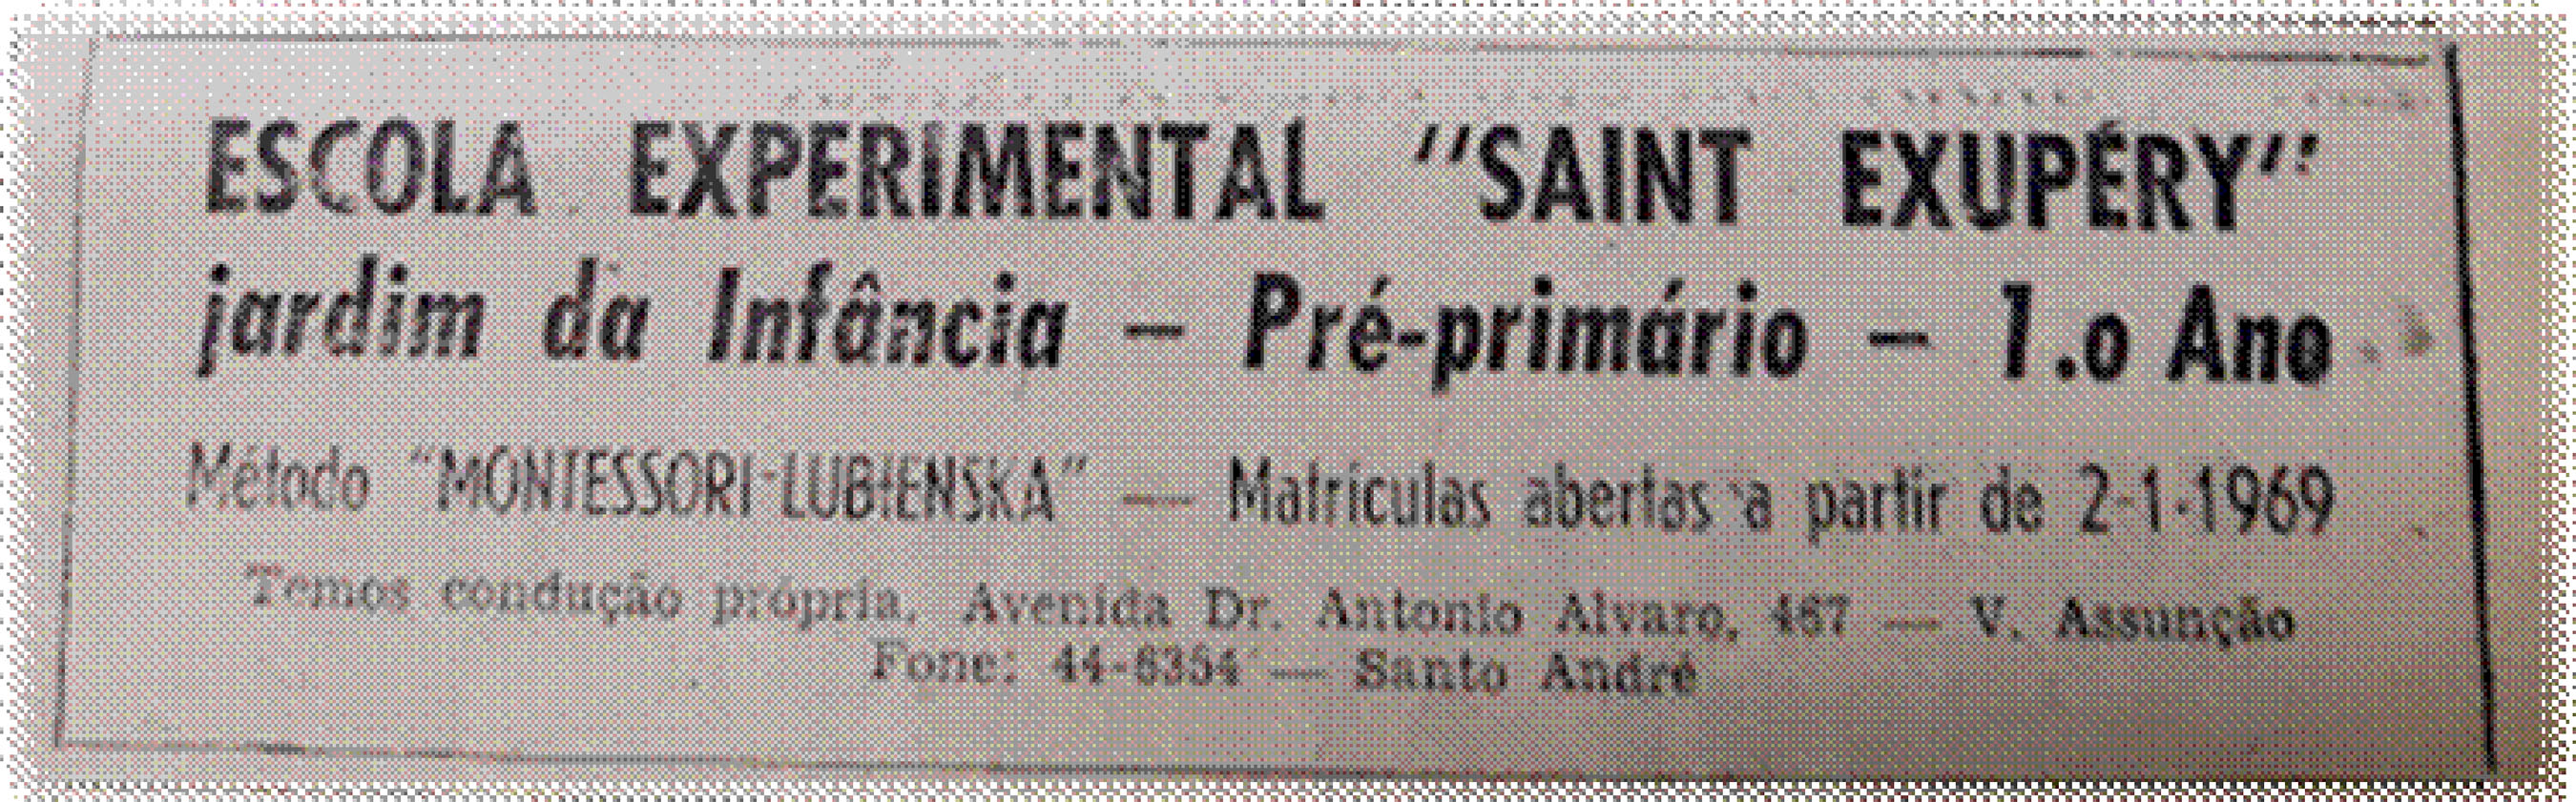 ESCOLA EXPERIMENTAL "SAINT EXUPÉRY"
jardim da Infância — Pré-primário — 1.o Ano
Método "MONTESSORI-LUBIENSKA" — Matrículas abertas a partir de 2-1-1969
Temos condução própria. Avenida Dr. Antonio Alvaro, 467 — V. Assunção
Fone: 44-6354 — Santo André